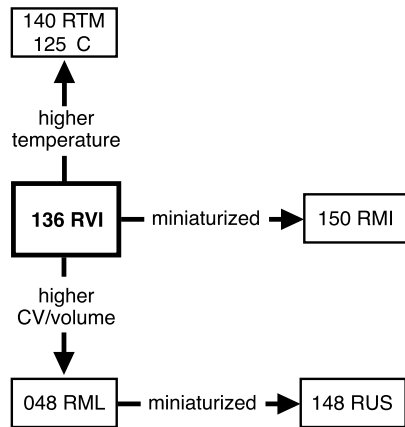 140 RTM
125 C
higher
temperature
136 RVI
miniaturized
150 RMI
higher
CV/volume
048 RML
miniaturized
148 RUS